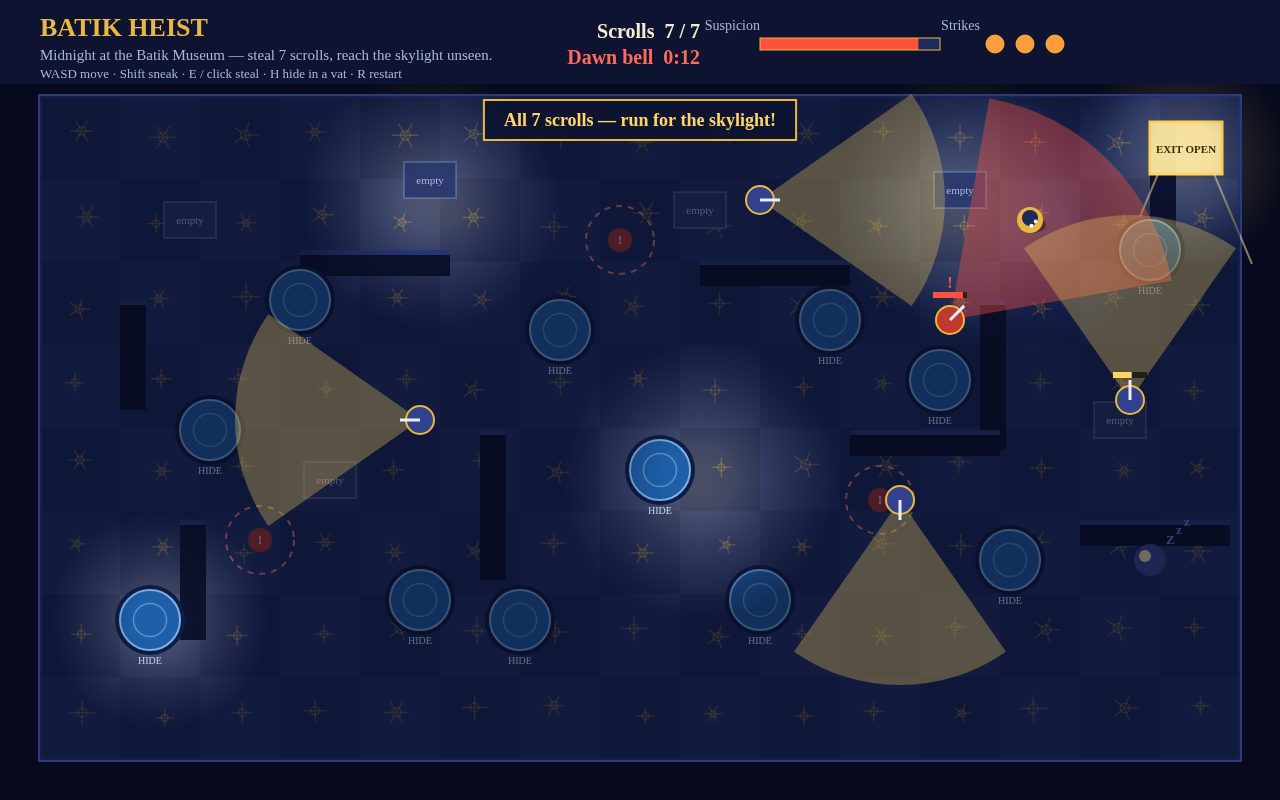 BATIK HEIST
Midnight at the Batik Museum — steal 7 scrolls, reach the skylight unseen.
WASD move · Shift sneak · E / click steal · H hide in a vat · R restart
Scrolls 7 / 7
Dawn bell 0:12
Suspicion
Strikes
All 7 scrolls — run for the skylight!
EXIT OPEN
empty
empty
empty
empty
!
HIDE
!
HIDE
HIDE
HIDE
HIDE
empty
HIDE
empty
!
HIDE
z
z
Z
!
HIDE
HIDE
HIDE
HIDE
HIDE